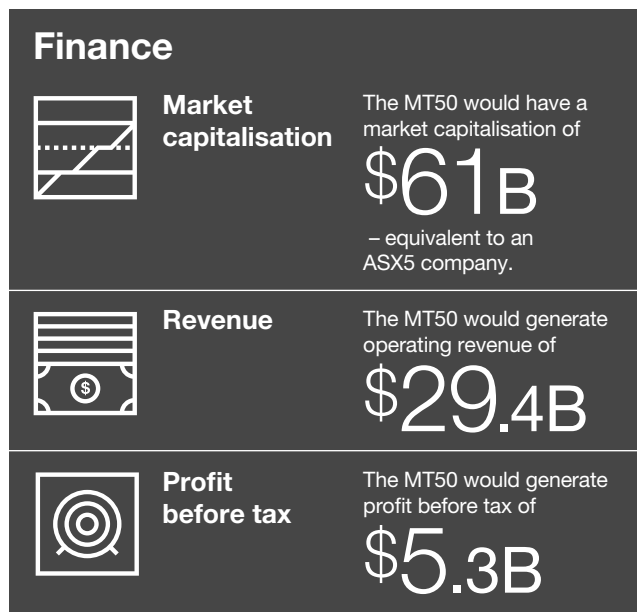 Finance
Market
capitalisation
The MT50 would have a
market capitalisation of
$61B
– equivalent to an
ASX5 company.
Revenue
$
The MT50 would generate
operating revenue of
$29.4B
Profit
before tax
The MT50 would generate
profit before tax of
$5.3B